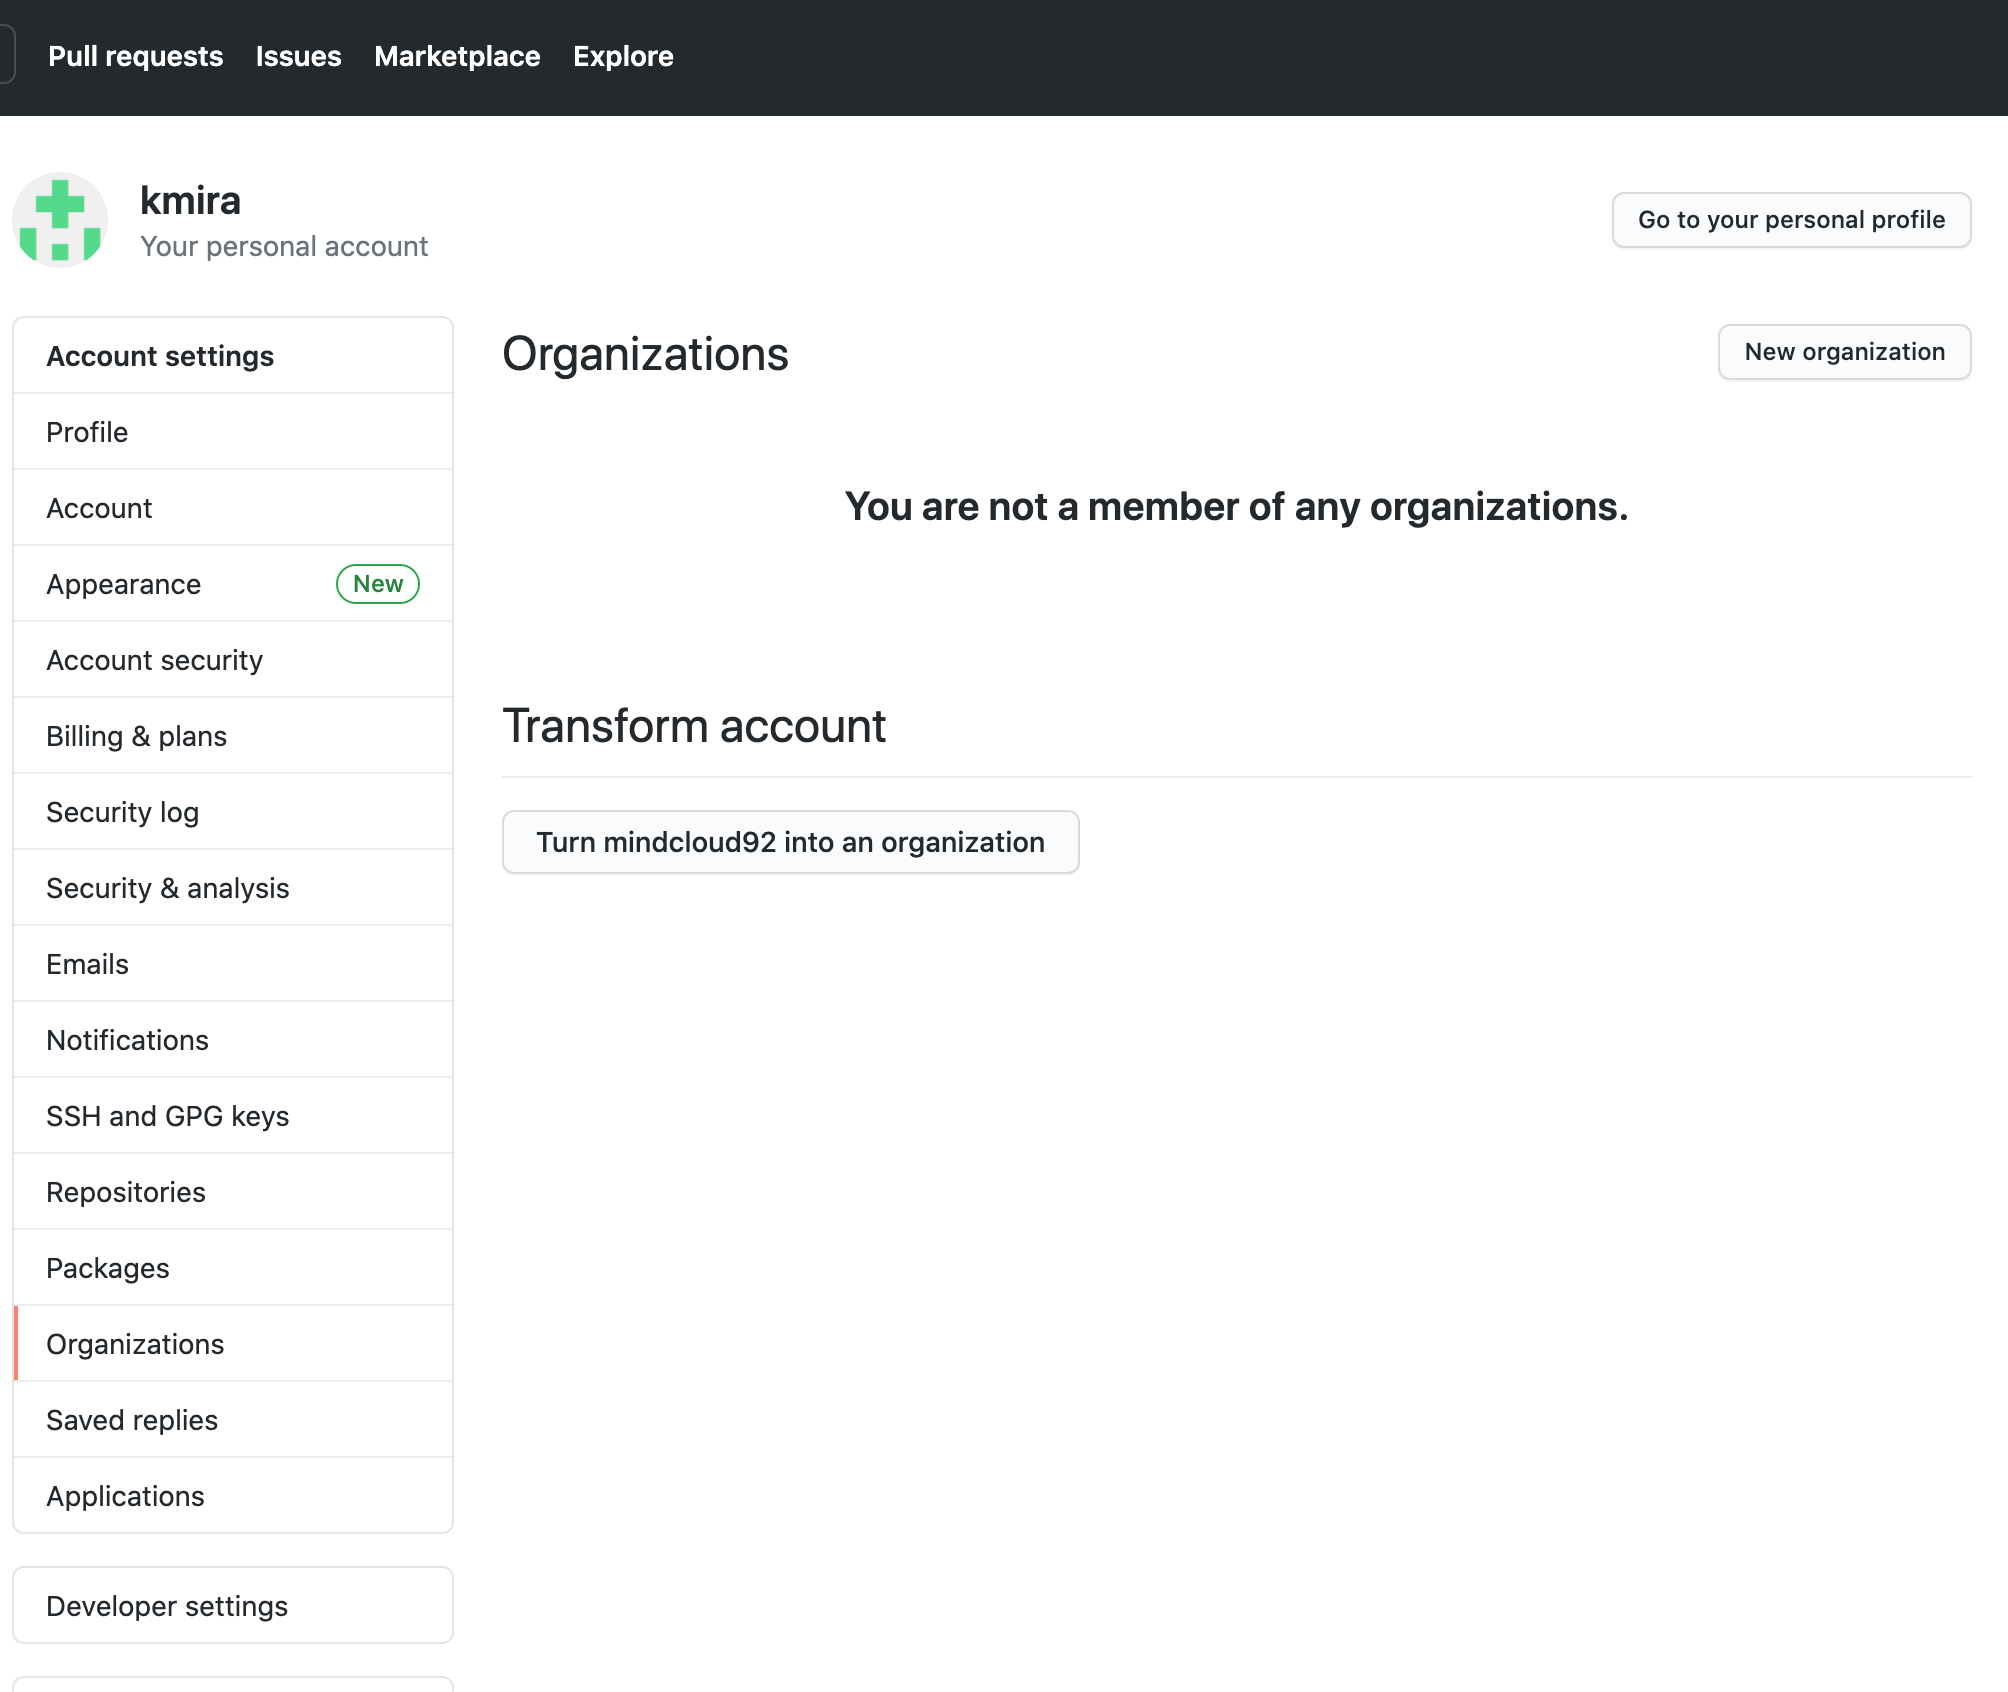 Pull requests Issues Marketplace Explore
kmira
Your personal account
Go to your personal profile
Account settings
Profile
Account
Appearance New
Account security
Billing & plans
Security log
Security & analysis
Emails
Notifications
SSH and GPG keys
Repositories
Packages
Organizations
Saved replies
Applications
Developer settings
Organizations
New organization
You are not a member of any organizations.
Transform account
Turn mindcloud92 into an organization